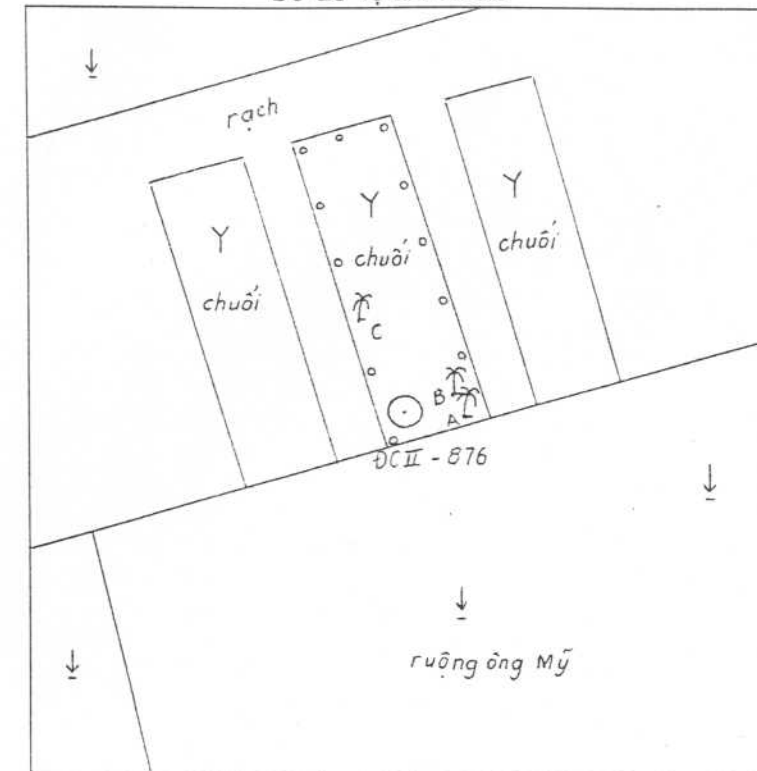 rạch
Y
chuối
Y
chuối
Y
chuối
C
B
A
ĐC II - 876
ruộng ông Mỹ